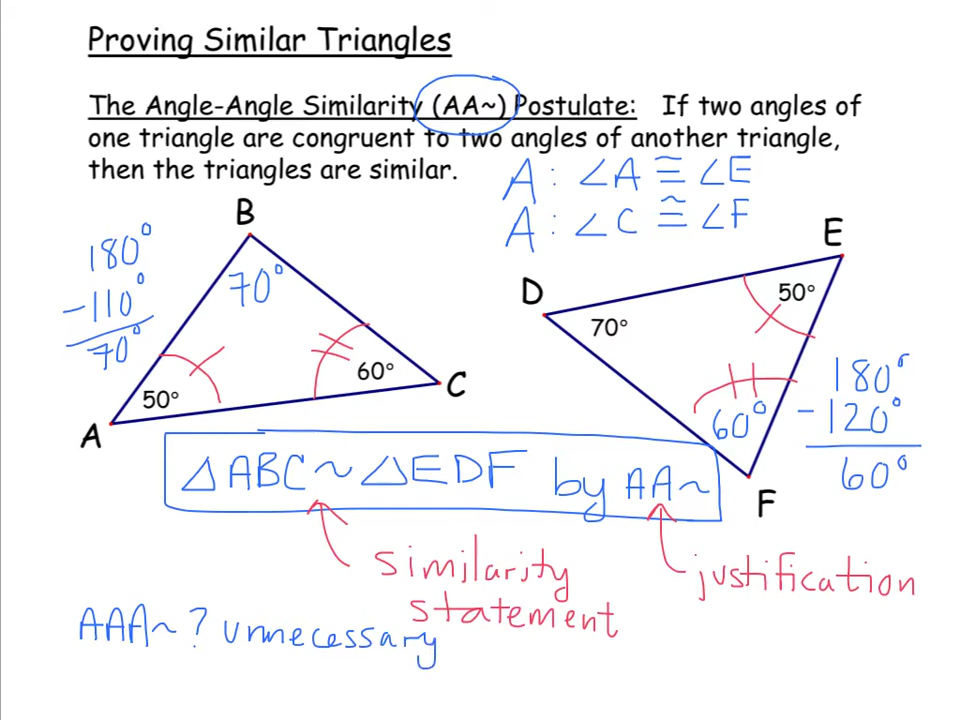 Proving Similar Triangles
The Angle-Angle Similarity (AA~) Postulate: If two angles of
one triangle are congruent to two angles of another triangle,
then the triangles are similar.
A: ∠A ≅ ∠E
A: ∠C ≅ ∠F
180°
-110°
70°
B
70°
50°
A
60°
C
D
70°
E
50°
60°
F
180°
-120°
60°
△ABC ~ △EDF by AA~
similarity
statement
justification
AAA~ ? unnecessary